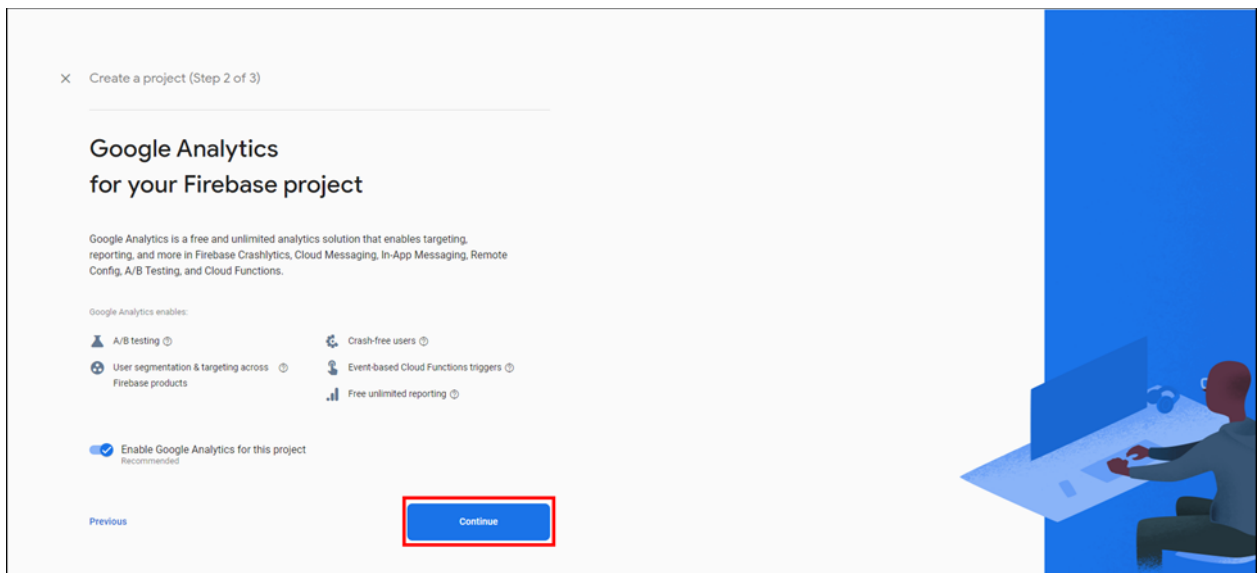 Create a project (Step 2 of 3)
Google Analytics
for your Firebase project
Google Analytics is a free and unlimited analytics solution that enables targeting,
reporting, and more in Firebase Crashlytics, Cloud Messaging, In-App Messaging, Remote
Config, A/B Testing, and Cloud Functions.
Google Analytics enables:
A/B testing
User segmentation & targeting across
Firebase products
Crash-free users
Event-based Cloud Functions triggers
Free unlimited reporting
Enable Google Analytics for this project
Recommended
Previous
Continue